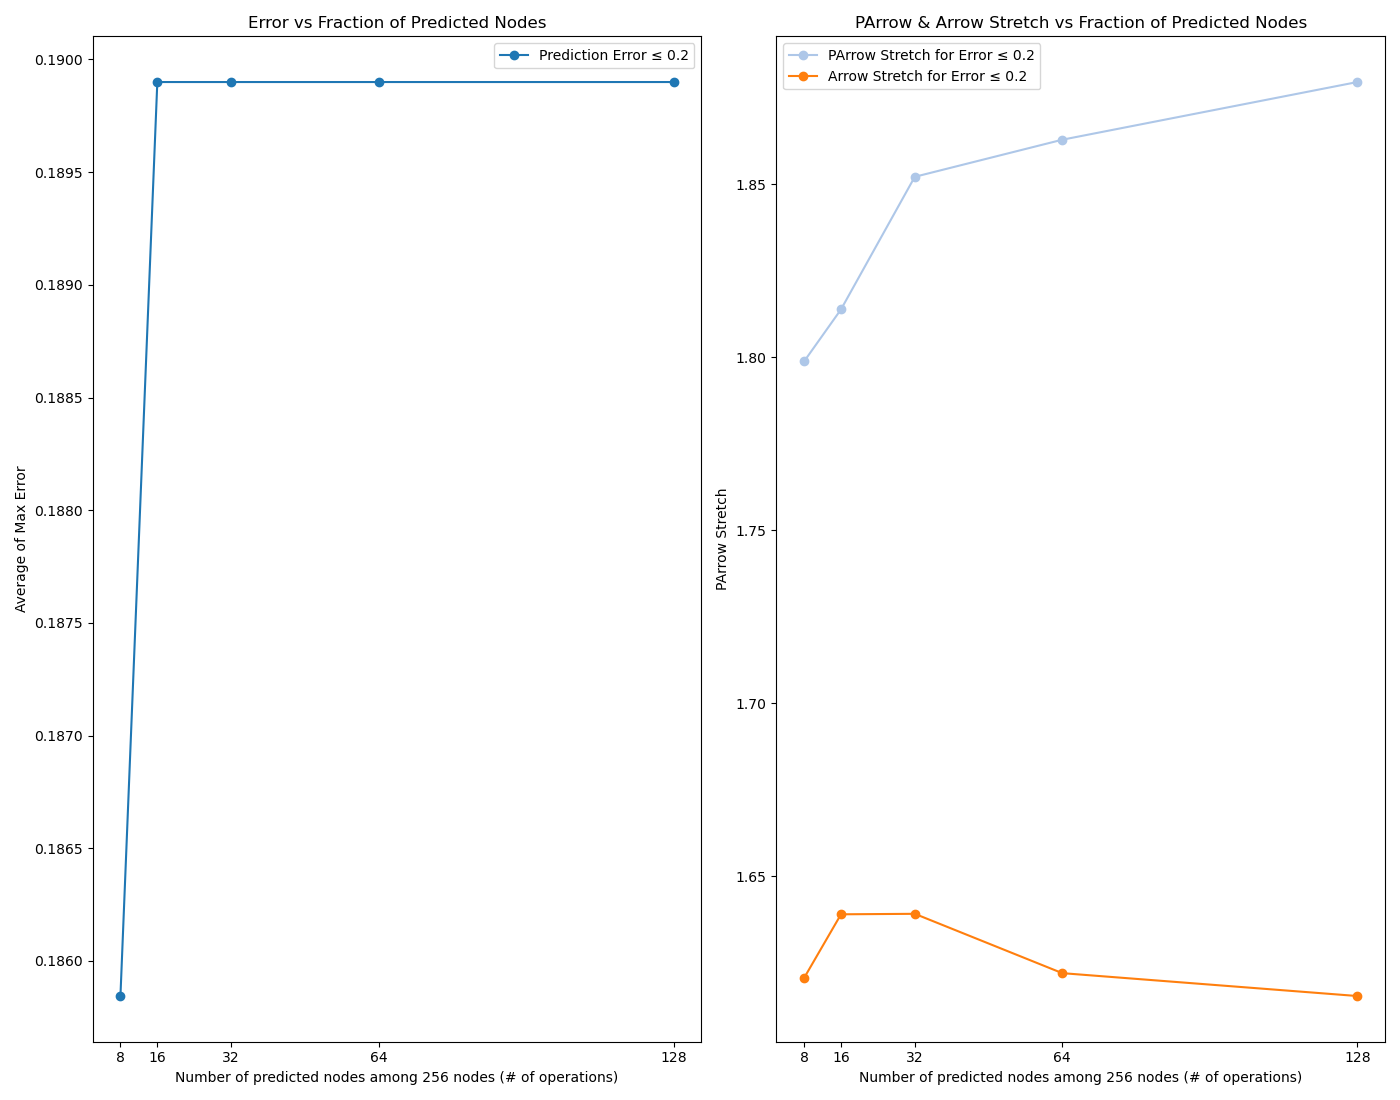 Error vs Fraction of Predicted Nodes
Prediction Error ≤ 0.2
0.1900
0.1895
0.1890
0.1885
0.1880
0.1875
0.1870
0.1865
0.1860
Average of Max Error
8 16 32 64 128
Number of predicted nodes among 256 nodes (# of operations)
PArrow & Arrow Stretch vs Fraction of Predicted Nodes
PArrow Stretch for Error ≤ 0.2
Arrow Stretch for Error ≤ 0.2
1.85
1.80
1.75
1.70
1.65
PArrow Stretch
8 16 32 64 128
Number of predicted nodes among 256 nodes (# of operations)